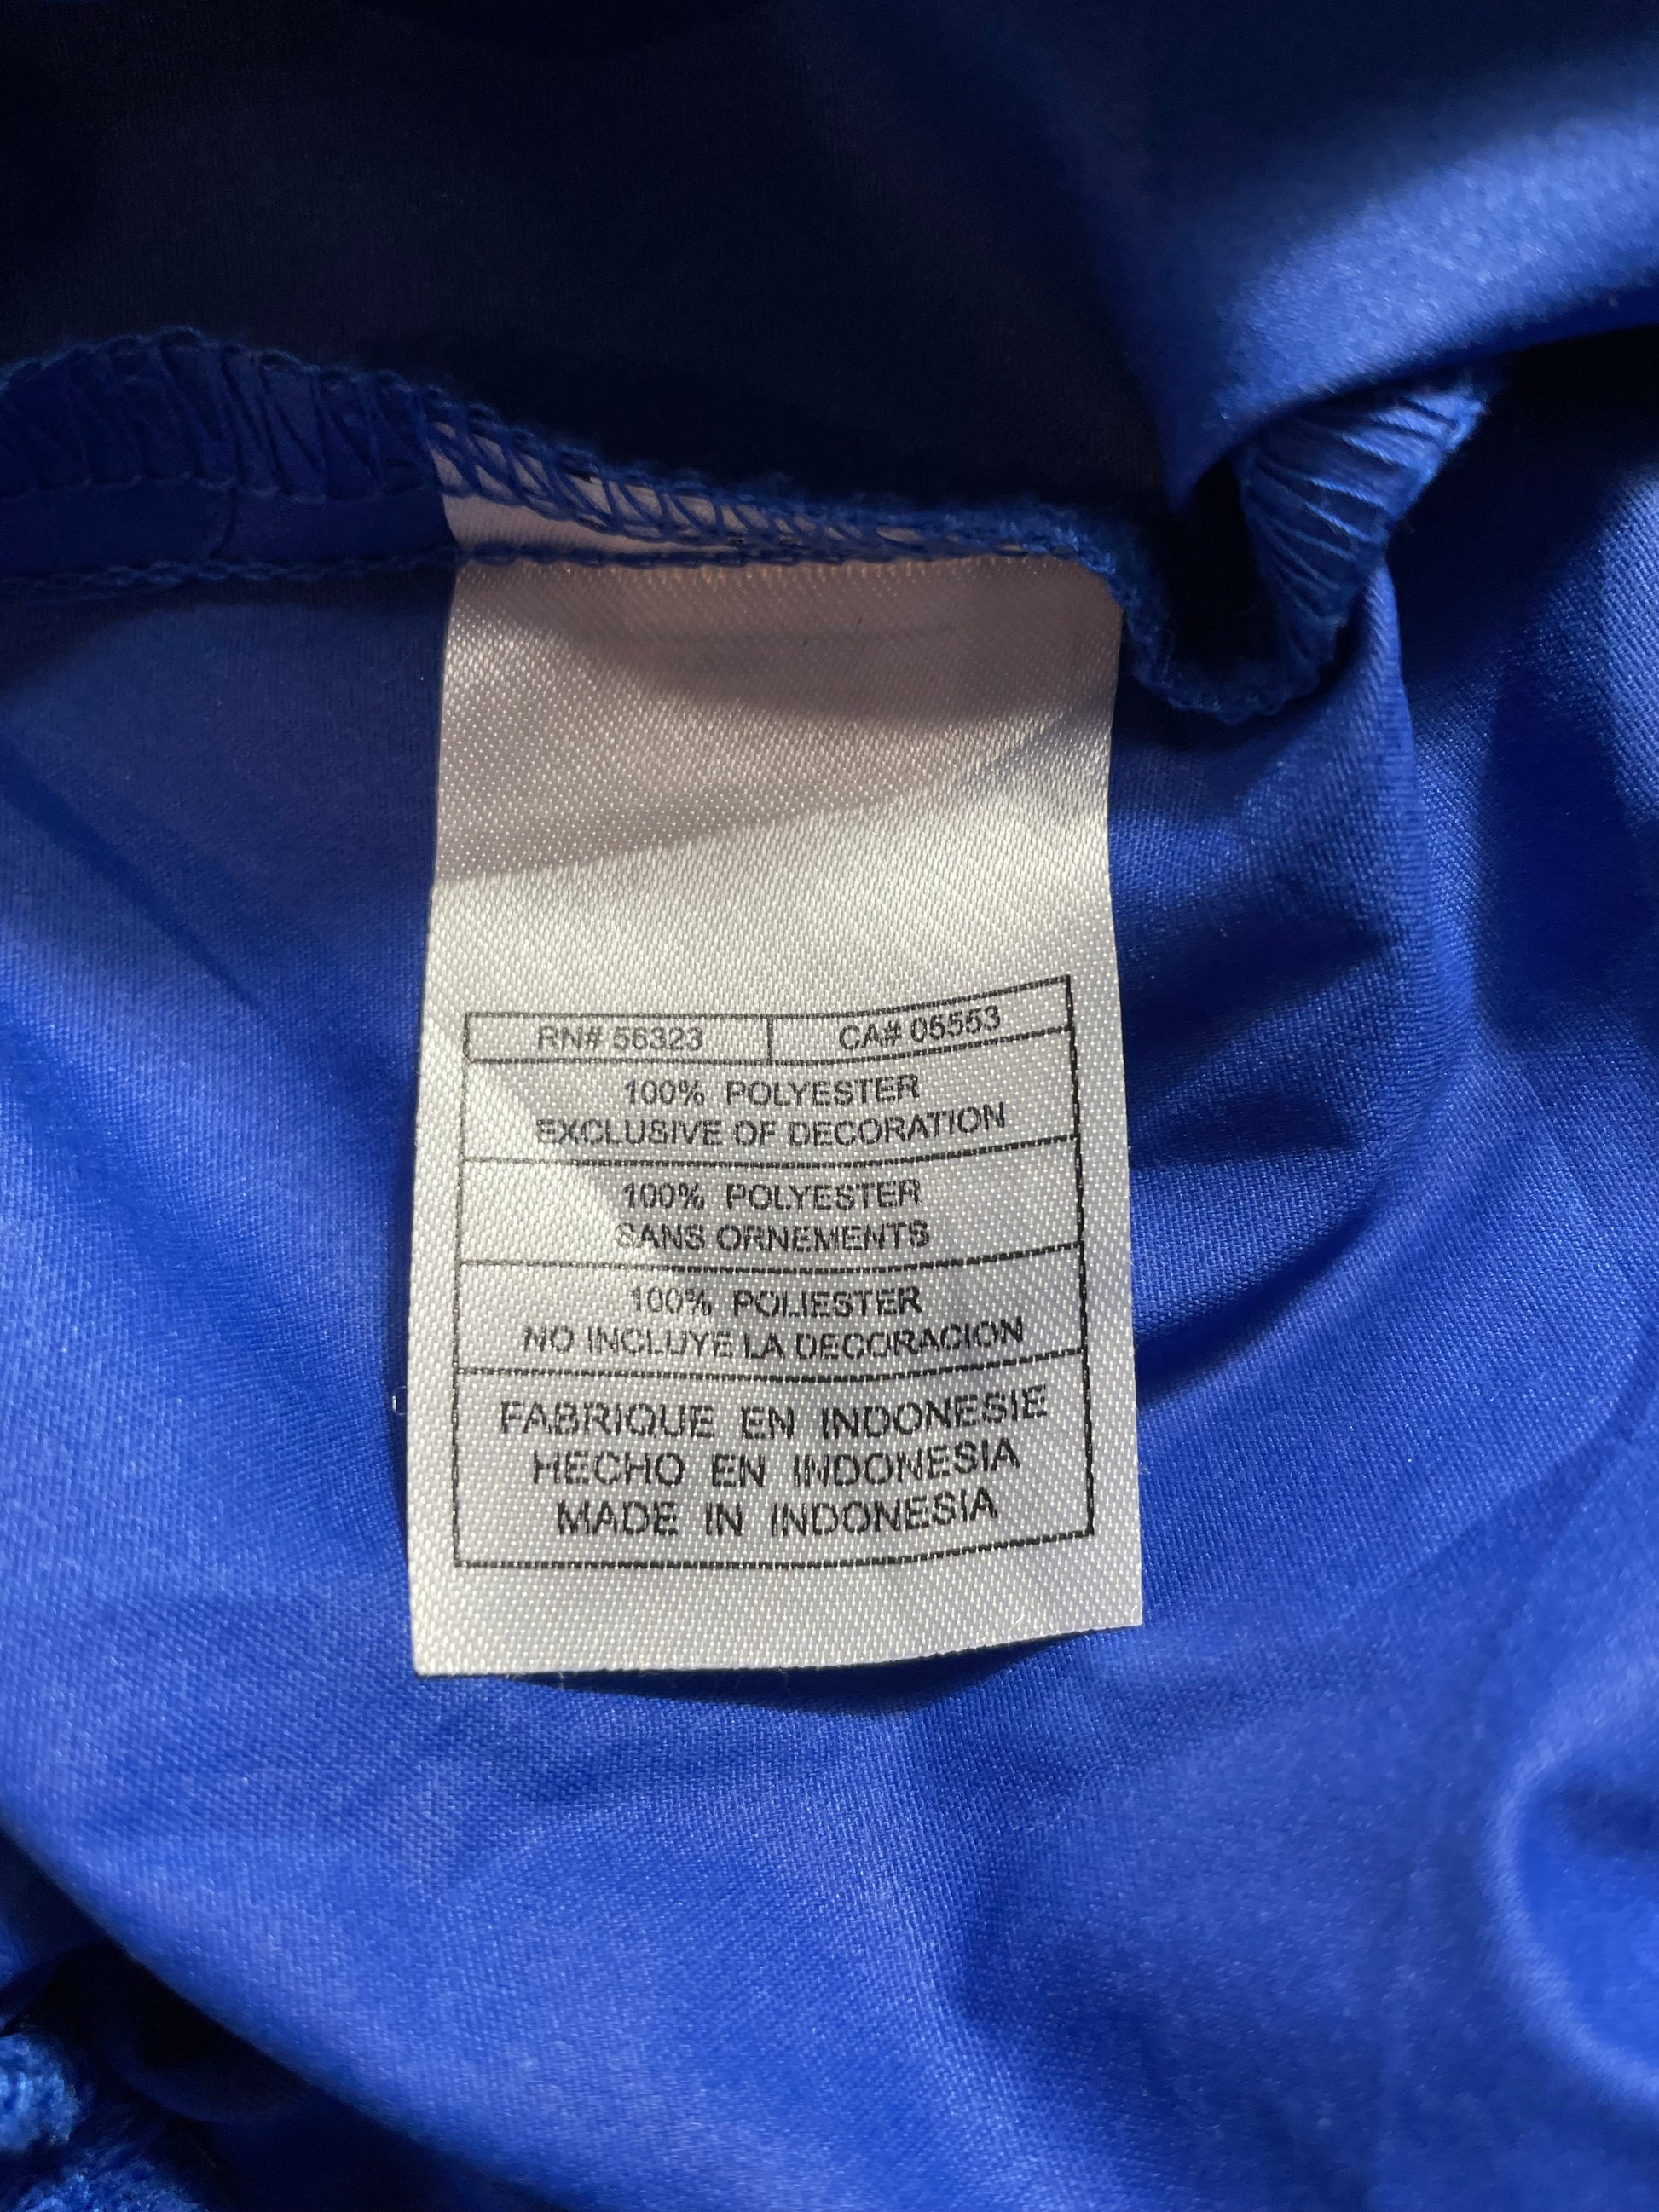 RN# 56323 CA# 05553
100% POLYESTER
EXCLUSIVE OF DECORATION
100% POLYESTER
SANS ORNEMENTS
100% POLIESTER
NO INCLUYE LA DECORACION
FABRIQUE EN INDONESIE
HECHO EN INDONESIA
MADE IN INDONESIA